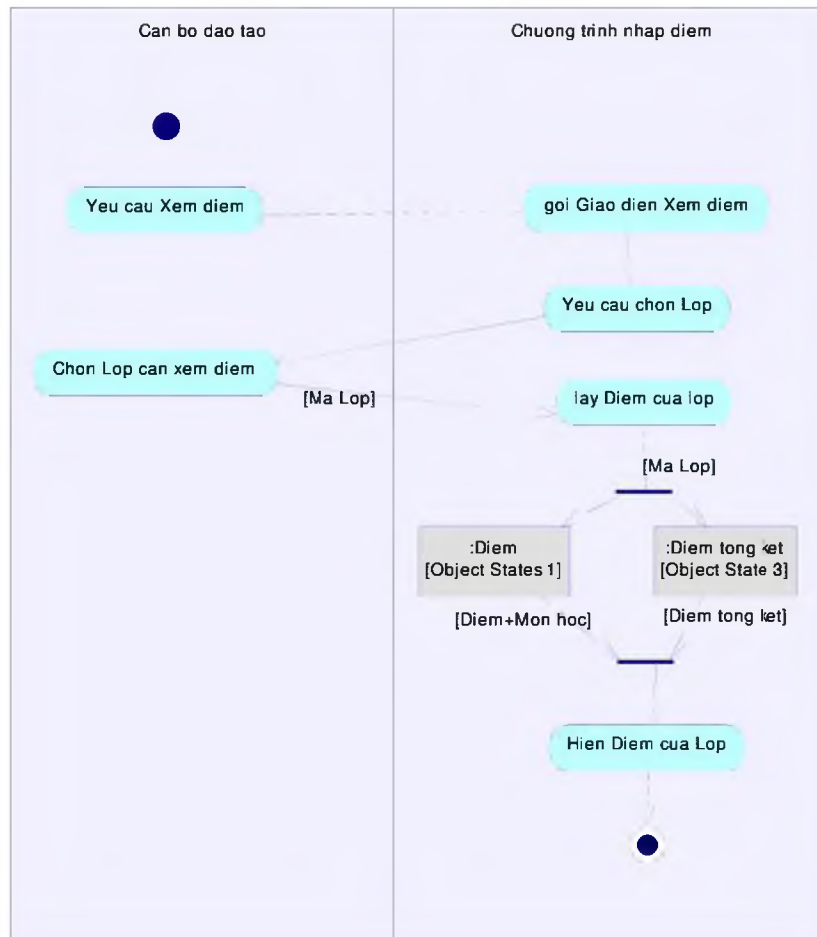 Can bo dao tao
Chuong trinh nhap diem
Yeu cau Xem diem
goi Giao dien Xem diem
Yeu cau chon Lop
Chon Lop can xem diem
[Ma Lop]
lay Diem cua lop
[Ma Lop]
:Diem
[Object States 1]
:Diem tong ket
[Object State 3]
[Diem+Mon hoc]
[Diem tong ket]
Hien Diem cua Lop